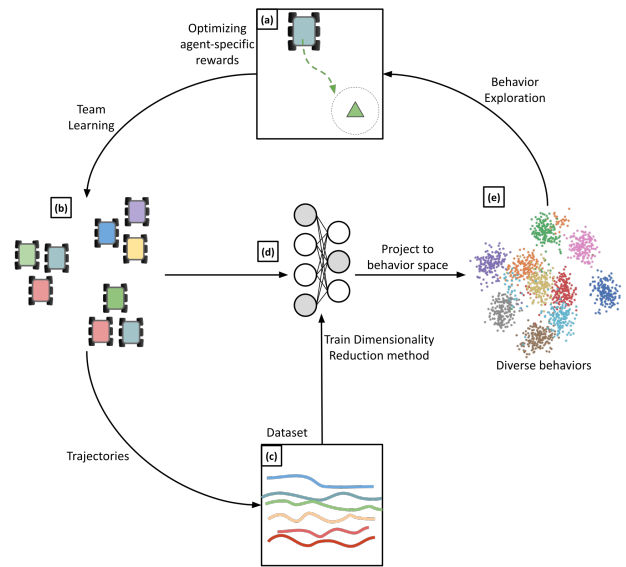 (a)
Optimizing
agent-specific
rewards
Behavior
Exploration
Team
Learning
(b)
(e)
(d)
Project to
behavior space
Train Dimensionality
Reduction method
Diverse behaviors
Dataset
(c)
Trajectories